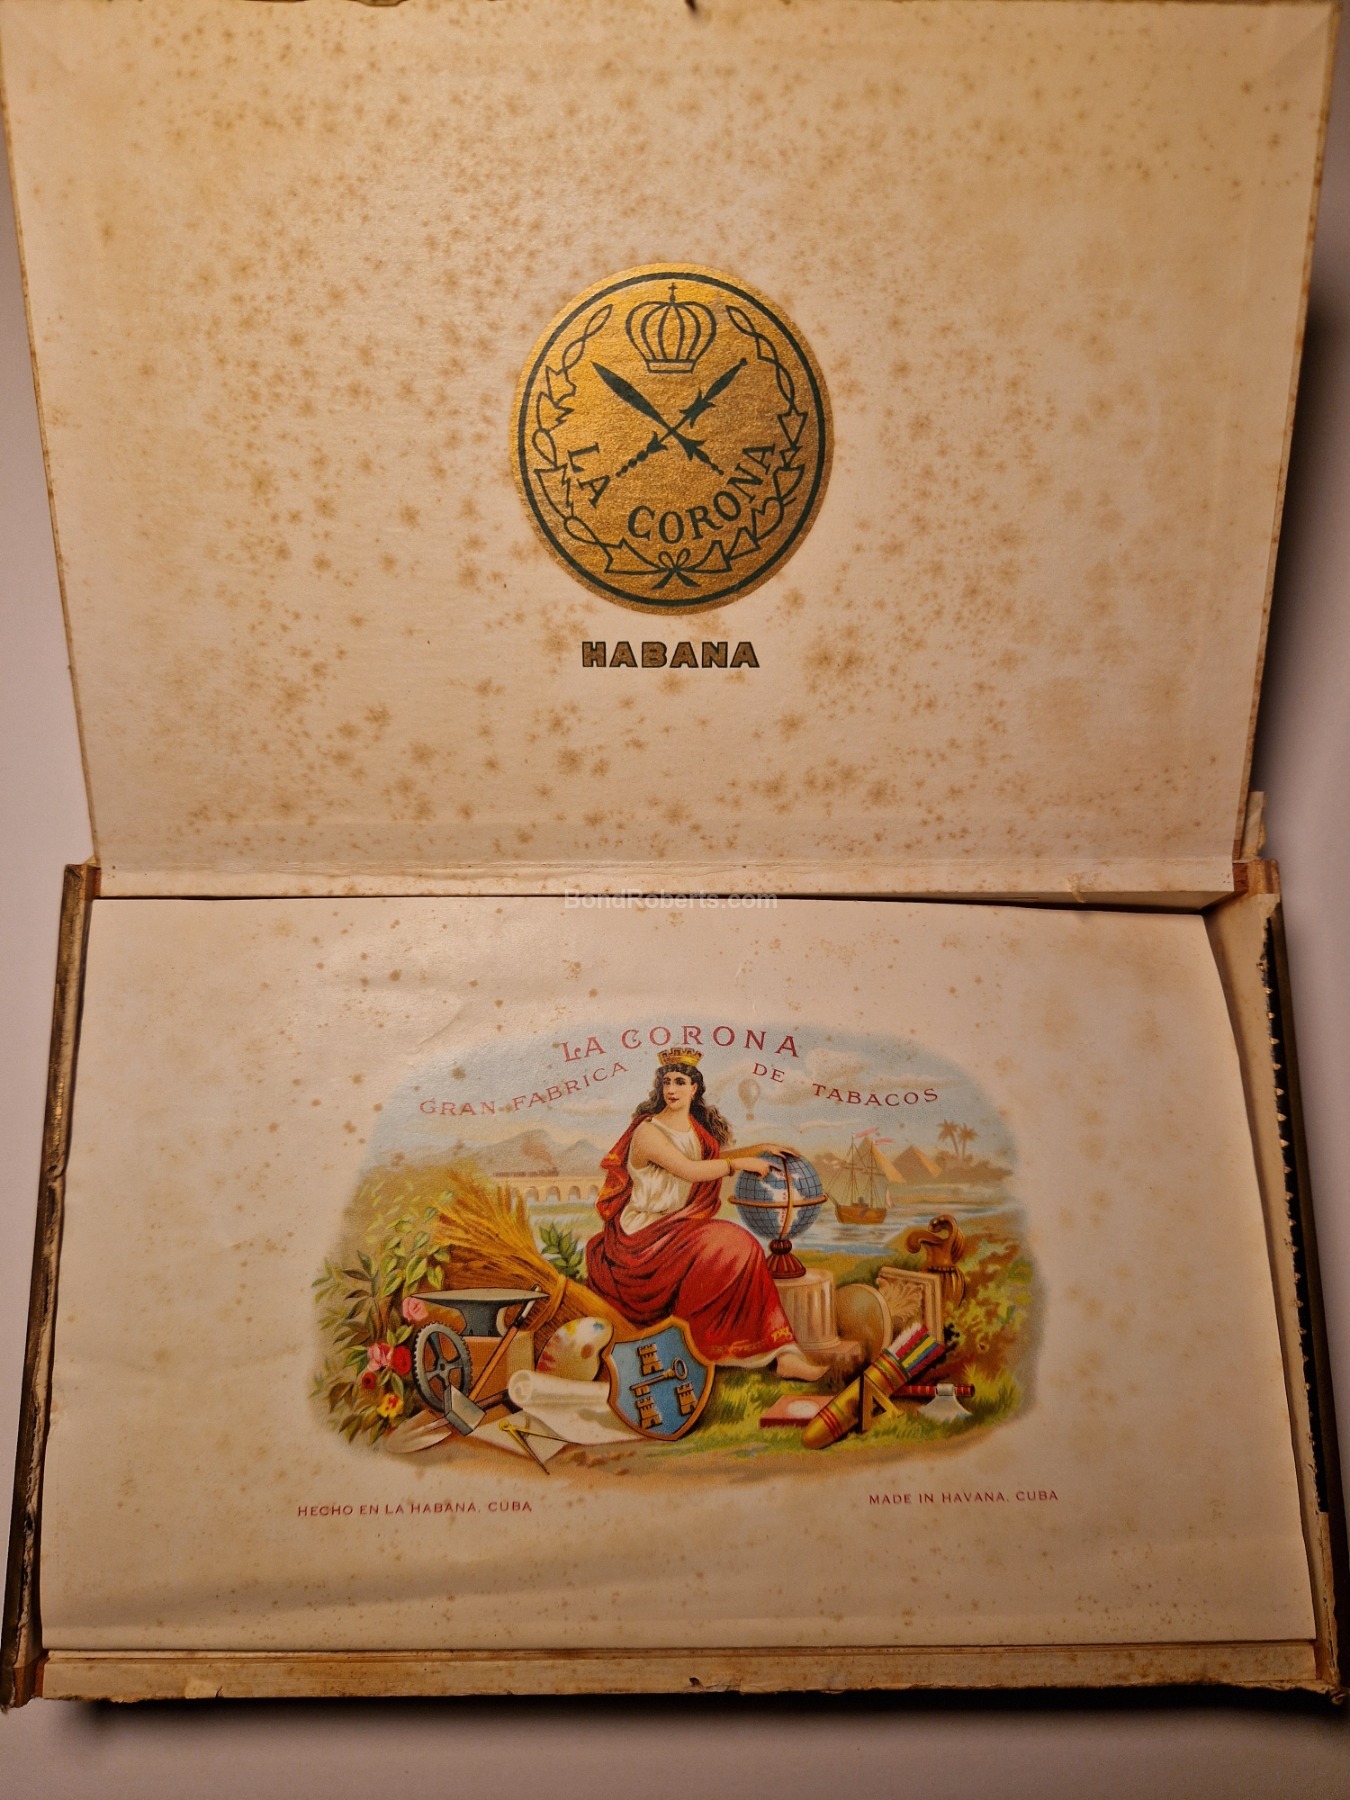 LA CORONA
HABANA
BondRoberts.com
LA CORONA
GRAN FABRICA DE TABACOS
HECHO EN LA HABANA, CUBA
MADE IN HAVANA, CUBA